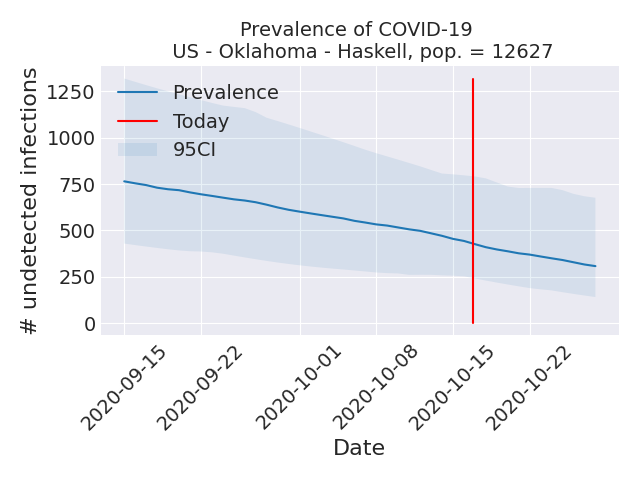 Prevalence of COVID-19
US - Oklahoma - Haskell, pop. = 12627
# undetected infections
1250
1000
750
500
250
0
Prevalence
Today
95CI
2020-09-15
2020-09-22
2020-10-01
2020-10-08
2020-10-15
2020-10-22
Date